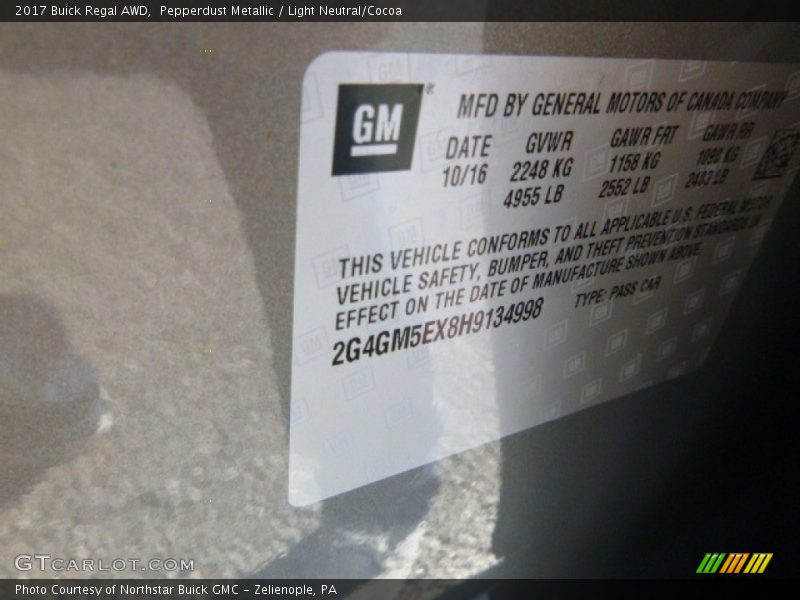 2017 Buick Regal AWD, Pepperdust Metallic / Light Neutral/Cocoa
GM
MFD BY GENERAL MOTORS OF CANADA COMPANY
DATE GVWR GAWR FRT GAWR RR
10/16 2248 KG 1158 KG 1090 KG
4955 LB 2552 LB 2403 LB
THIS VEHICLE CONFORMS TO ALL APPLICABLE U.S. FEDERAL MOTOR
VEHICLE SAFETY, BUMPER, AND THEFT PREVENTION STANDARDS IN
EFFECT ON THE DATE OF MANUFACTURE SHOWN ABOVE.
2G4GM5EX8H9134998 TYPE: PASS CAR
GTCARLOT.COM
Photo Courtesy of Northstar Buick GMC - Zelienople, PA